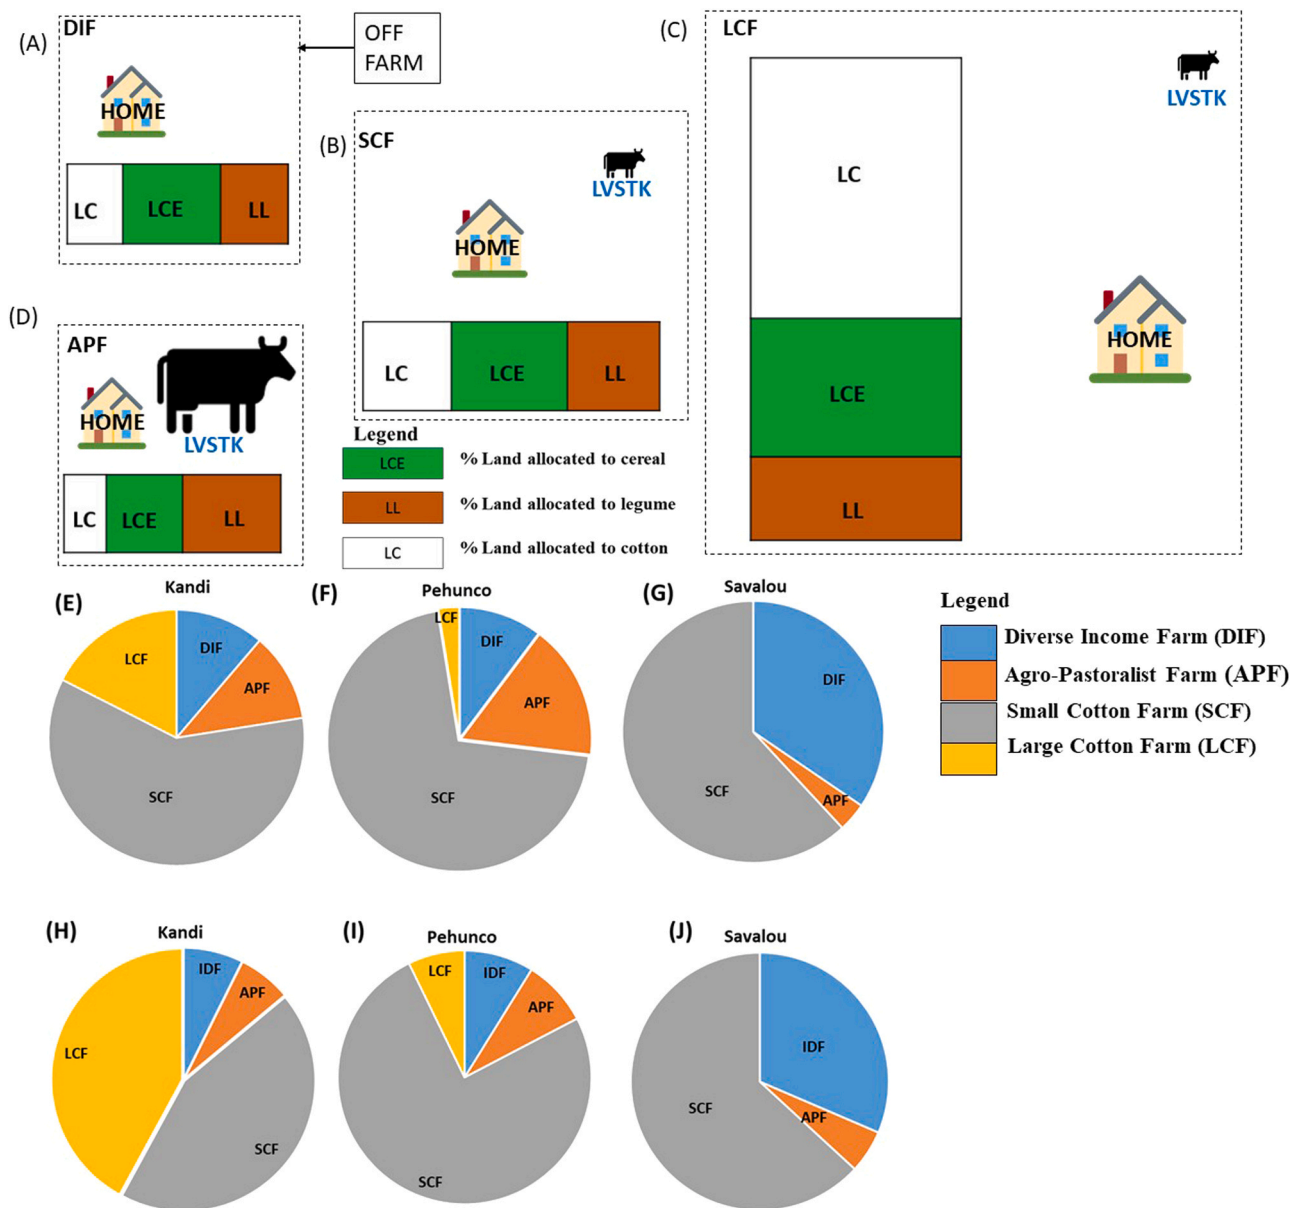 (A)
DIF
OFF
FARM
HOME
LC
LCE
LL
(B)
SCF
LVSTK
HOME
LC
LCE
LL
(C)
LCF
LVSTK
LC
LCE
LL
HOME
(D)
APF
HOME
LVSTK
LC
LCE
LL
Legend
LCE
% Land allocated to cereal
LL
% Land allocated to legume
LC
% Land allocated to cotton
(E)
Kandi
LCF
DIF
APF
SCF
(F)
Pehunco
LCF
DIF
APF
SCF
(G)
Savalou
DIF
SCF
APF
Legend
Diverse Income Farm (DIF)
Agro-Pastoralist Farm (APF)
Small Cotton Farm (SCF)
Large Cotton Farm (LCF)
(H)
Kandi
IDF
APF
LCF
SCF
(I)
Pehunco
LCF
IDF
APF
SCF
(J)
Savalou
IDF
SCF
APF